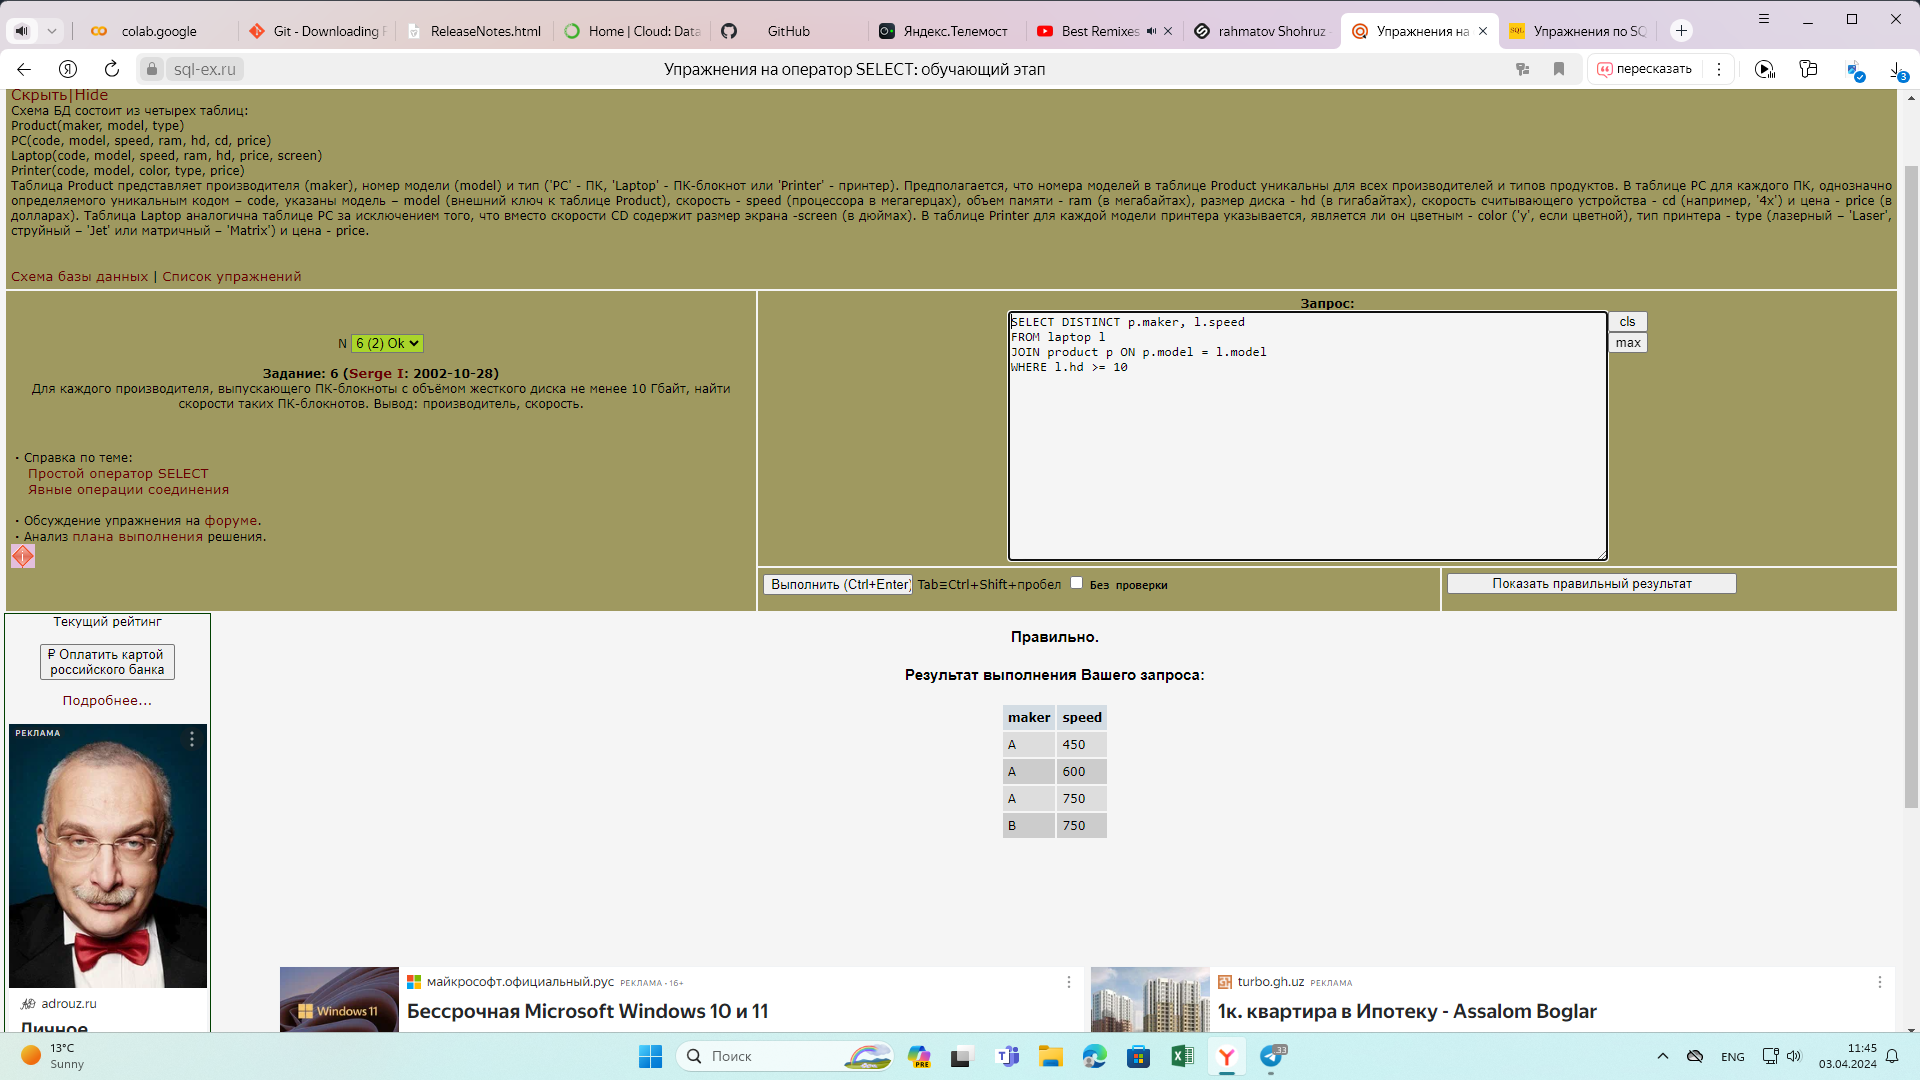 colab.google
Git - Downloading P
ReleaseNotes.html
Home | Cloud: Data
GitHub
Яндекс.Телемост
Best Remixes
rahmatov Shohruz -
Упражнения на
Упражнения по SQ
sql-ex.ru
Упражнения на оператор SELECT: обучающий этап
пересказать
3
Скрыть|Hide
Схема БД состоит из четырех таблиц:
Product(maker, model, type)
PC(code, model, speed, ram, hd, cd, price)
Laptop(code, model, speed, ram, hd, price, screen)
Printer(code, model, color, type, price)
Таблица Product представляет производителя (maker), номер модели (model) и тип ('PC' - ПК, 'Laptop' - ПК-блокнот или 'Printer' - принтер). Предполагается, что номера моделей в таблице Product уникальны для всех производителей и типов продуктов. В таблице PC для каждого ПК, однозначно
определяемого уникальным кодом – code, указаны модель – model (внешний ключ к таблице Product), скорость - speed (процессора в мегагерцах), объем памяти - ram (в мегабайтах), размер диска - hd (в гигабайтах), скорость считывающего устройства - cd (например, '4x') и цена - price (в
долларах). Таблица Laptop аналогична таблице РС за исключением того, что вместо скорости CD содержит размер экрана -screen (в дюймах). В таблице Printer для каждой модели принтера указывается, является ли он цветным - color ('y', если цветной), тип принтера - type (лазерный – 'Laser',
струйный – 'Jet' или матричный – 'Matrix') и цена - price.
Схема базы данных | Список упражнений
Запрос:
N 6 (2) Ok
Задание: 6 (Serge I: 2002-10-28)
Для каждого производителя, выпускающего ПК-блокноты c объёмом жесткого диска не менее 10 Гбайт, найти
скорости таких ПК-блокнотов. Вывод: производитель, скорость.
SELECT DISTINCT p.maker, l.speed
FROM laptop l
JOIN product p ON p.model = l.model
WHERE l.hd >= 10
cls
max
• Справка по теме:
Простой оператор SELECT
Явные операции соединения
• Обсуждение упражнения на форуме.
• Анализ плана выполнения решения.
Выполнить (Ctrl+Enter) Tab≡Ctrl+Shift+пробел Без проверки
Показать правильный результат
Текущий рейтинг
₽ Оплатить картой
российского банка
Подробнее...
РЕКЛАМА
adrouz.ru
Личное
Правильно.
Результат выполнения Вашего запроса:
maker speed
A 450
A 600
A 750
B 750
Windows 11
майкрософт.официальный.рус РЕКЛАМА • 16+
Бессрочная Microsoft Windows 10 и 11
turbo.gh.uz РЕКЛАМА
1к. квартира в Ипотеку - Assalom Boglar
13°C
Sunny
Поиск
PRE
33
ENG
11:45
03.04.2024